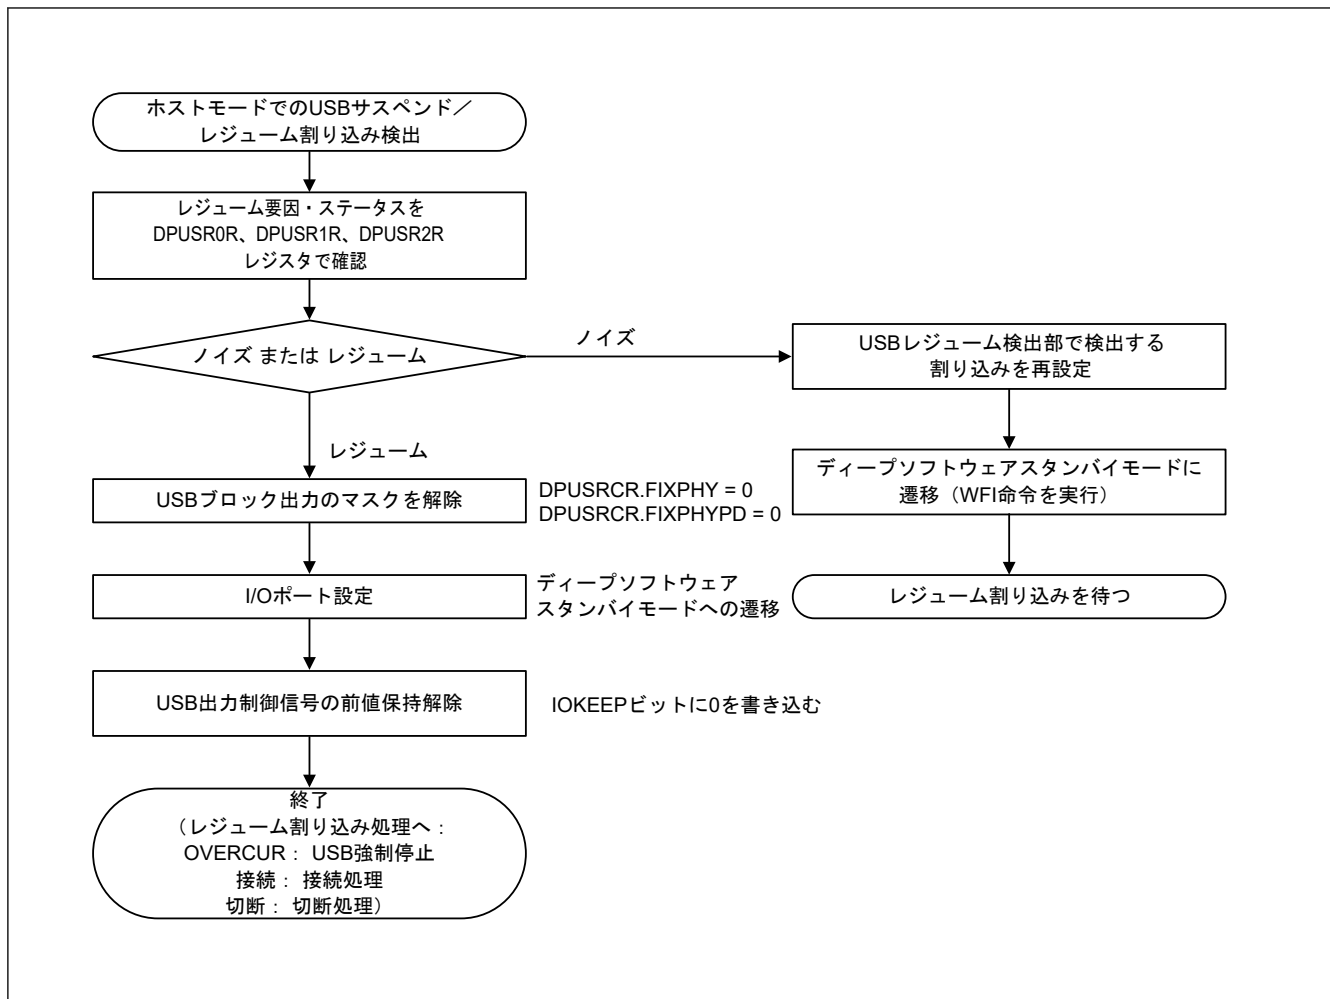 ホストモードでのUSBサスペンド／
レジューム割り込み検出
レジューム要因・ステータスを
DPUSR0R、DPUSR1R、DPUSR2R
レジスタで確認
ノイズ または レジューム
ノイズ
USBレジューム検出部で検出する
割り込みを再設定
ディープソフトウェアスタンバイモードに
遷移（WFI命令を実行）
レジューム割り込みを待つ
レジューム
USBブロック出力のマスクを解除
DPUSRCR.FIXPHY = 0
DPUSRCR.FIXPHYPD = 0
I/Oポート設定
ディープソフトウェア
スタンバイモードへの遷移
USB出力制御信号の前値保持解除
IOKEEPビットに0を書き込む
終了
（レジューム割り込み処理へ：
OVERCUR： USB強制停止
接続： 接続処理
切断： 切断処理）